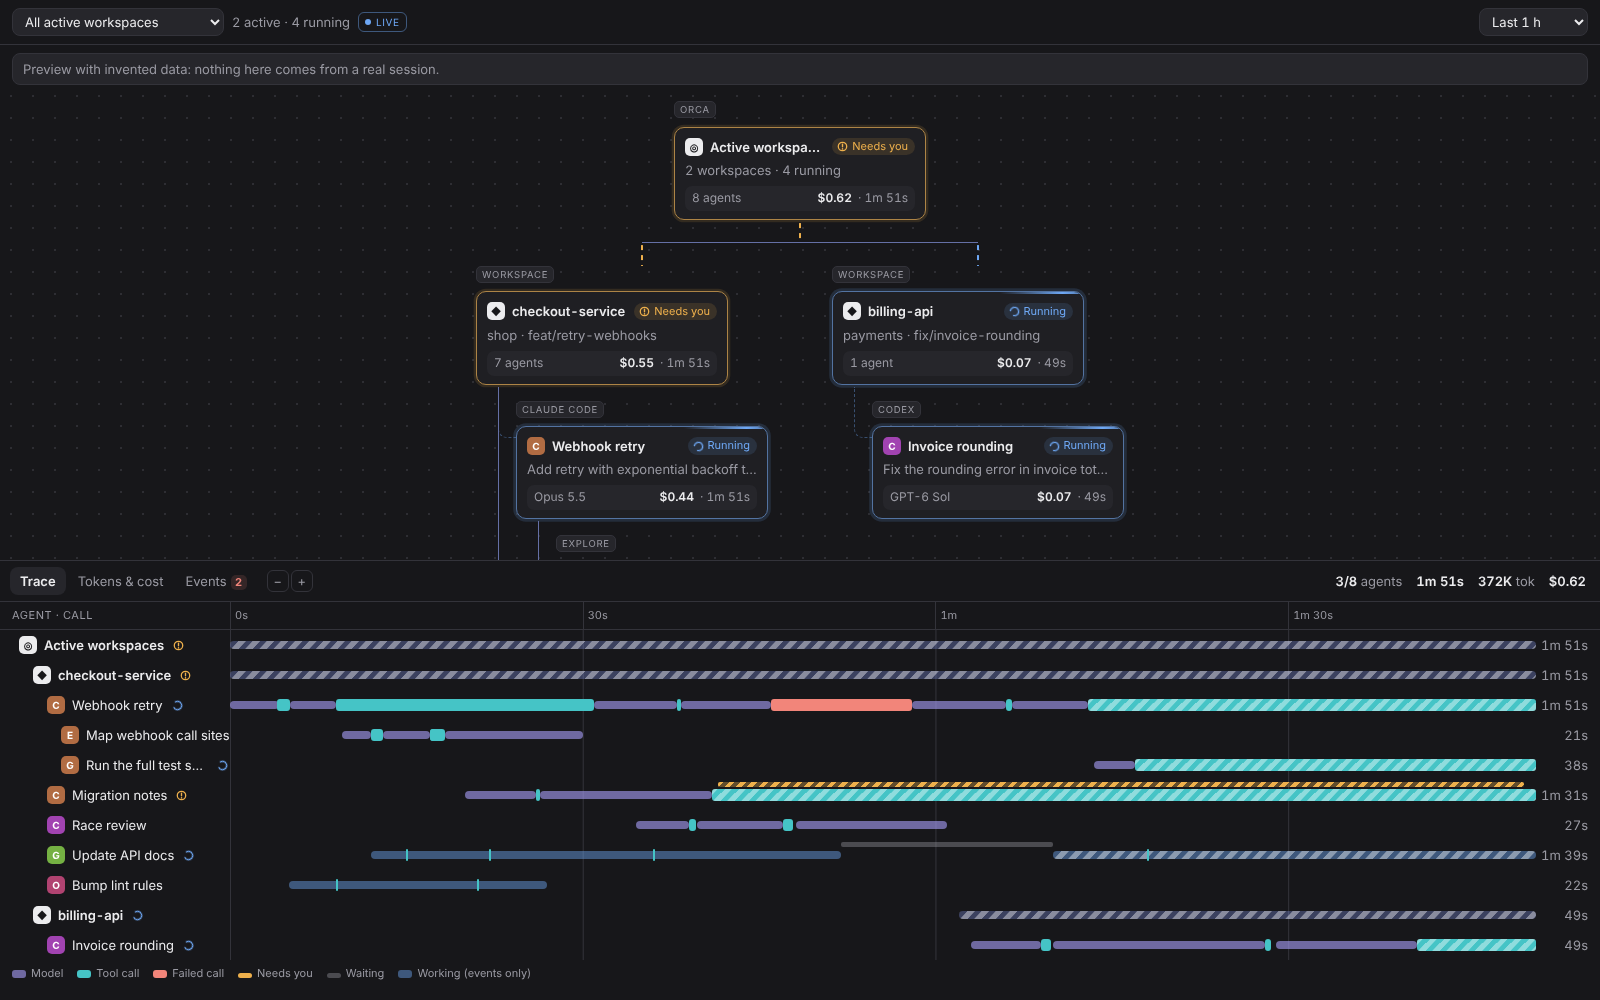 All active workspaces
2 active · 4 running
LIVE
Last 1 h
Preview with invented data: nothing here comes from a real session.
ORCA
Active workspa...
Needs you
2 workspaces · 4 running
8 agents $0.62 · 1m 51s
WORKSPACE
checkout-service
Needs you
shop · feat/retry-webhooks
7 agents $0.55 · 1m 51s
WORKSPACE
billing-api
Running
payments · fix/invoice-rounding
1 agent $0.07 · 49s
CLAUDE CODE
C Webhook retry
Running
Add retry with exponential backoff t...
Opus 5.5 $0.44 · 1m 51s
CODEX
C Invoice rounding
Running
Fix the rounding error in invoice tot...
GPT-6 Sol $0.07 · 49s
EXPLORE
Trace Tokens & cost Events 2 − +
3/8 agents 1m 51s 372K tok $0.62
AGENT · CALL 0s 30s 1m 1m 30s
Active workspaces 1m 51s
checkout-service 1m 51s
C Webhook retry 1m 51s
E Map webhook call sites 21s
G Run the full test s... 38s
C Migration notes 1m 31s
C Race review 27s
G Update API docs 1m 39s
O Bump lint rules 22s
billing-api 49s
C Invoice rounding 49s
Model Tool call Failed call Needs you Waiting Working (events only)